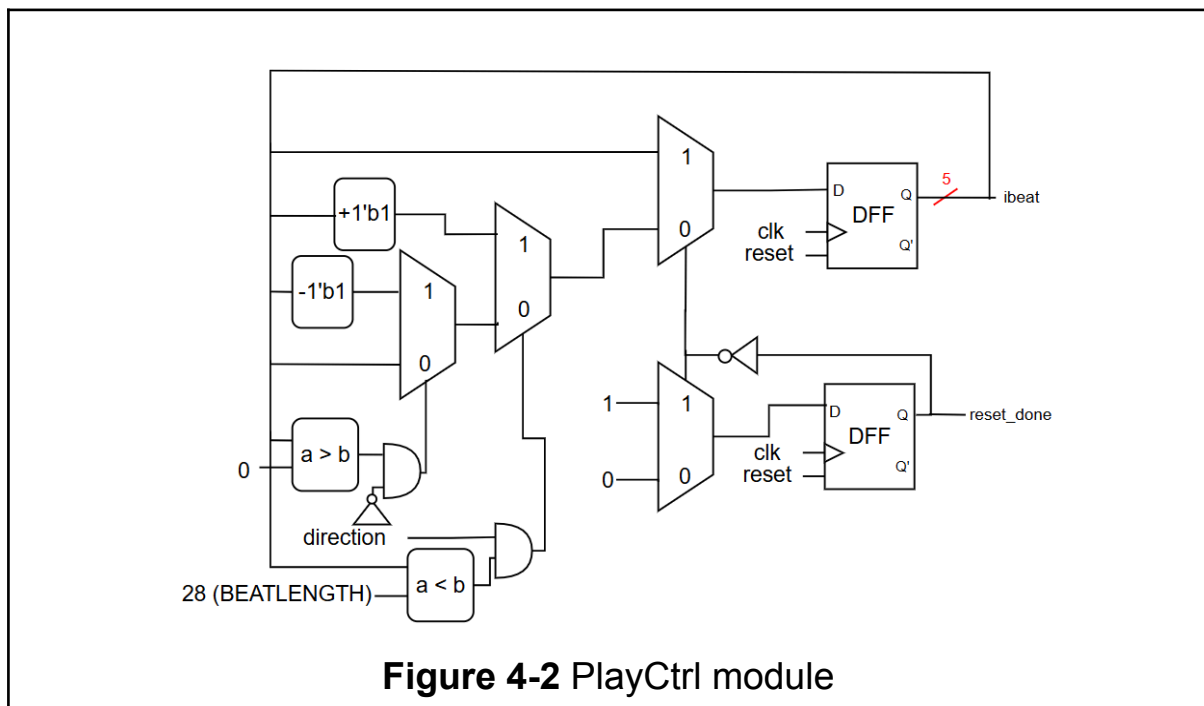 1
+1'b1
5
D
Q
ibeat
DFF
clk
reset
Q'
0
1
-1'b1
1
0
0
1
1
D
Q
reset_done
DFF
a > b
0
clk
reset
Q'
0
0
direction
a < b
28 (BEATLENGTH)
Figure 4-2 PlayCtrl module